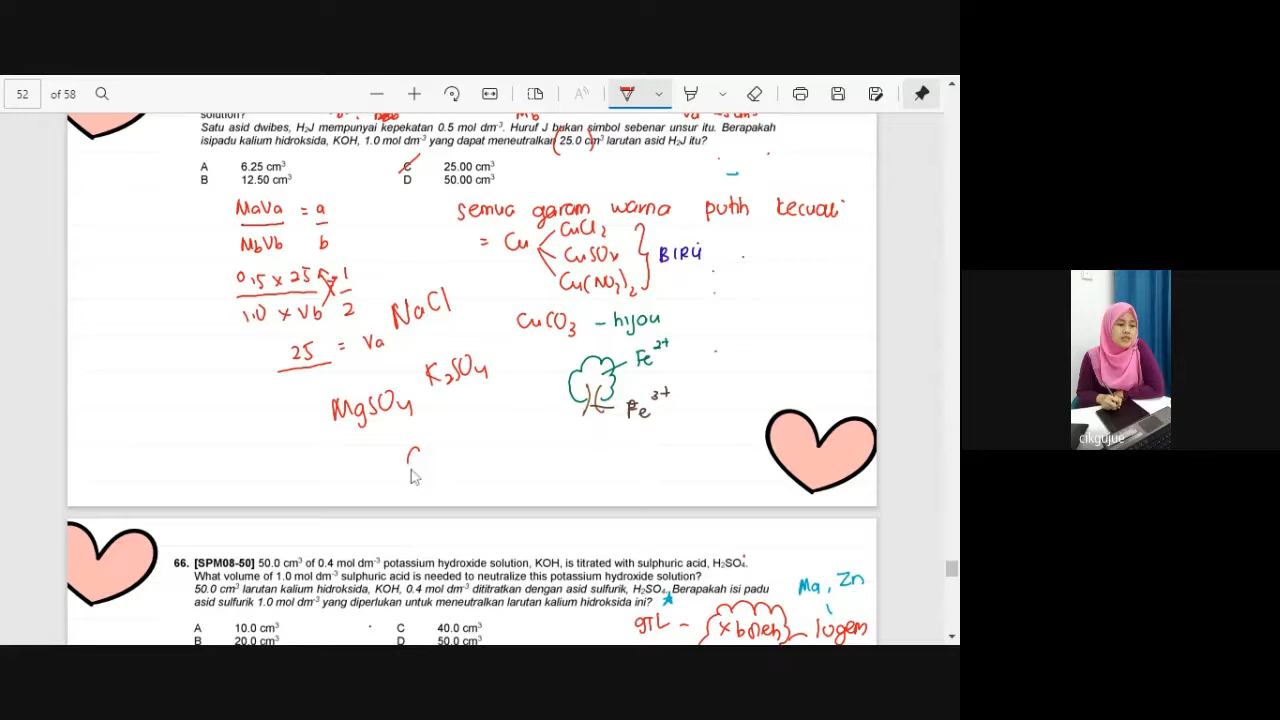 52 of 58
solution?
Satu asid dwibes, H2J mempunyai kepekatan 0.5 mol dm-3. Huruf J bukan simbol sebenar unsur itu. Berapakah
isipadu kalium hidroksida, KOH, 1.0 mol dm-3 yang dapat meneutralkan 25.0 cm3 larutan asid H2J itu?
A 6.25 cm3 C 25.00 cm3
B 12.50 cm3 D 50.00 cm3
MaVa = a
MbVb b
0.5 x 25 1
1.0 x Vb 2
25 = Va
NaCl
K2SO4
MgSO4
semua garam warna putih kecuali
= Cu CuCl2
CuSO4
Cu(NO3)2
BIRU
CuCO3 - hijau
Fe2+
Fe3+
cikgujue
66. [SPM08-50] 50.0 cm3 of 0.4 mol dm-3 potassium hydroxide solution, KOH, is titrated with sulphuric acid, H2SO4.
What volume of 1.0 mol dm-3 sulphuric acid is needed to neutralize this potassium hydroxide solution?
50.0 cm3 larutan kalium hidroksida, KOH, 0.4 mol dm-3 dititratkan dengan asid sulfurik, H2SO4. Berapakah isi padu
asid sulfurik 1.0 mol dm-3 yang diperlukan untuk meneutralkan larutan kalium hidroksida ini?
A 10.0 cm3 C 40.0 cm3
B 20.0 cm3 D 50.0 cm3
Mg, Zn
x boleh
logam